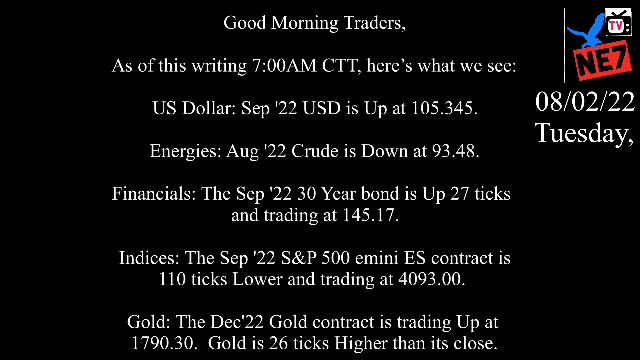 Good Morning Traders,
As of this writing 7:00AM CTT, here's what we see:
US Dollar: Sep '22 USD is Up at 105.345.
Energies: Aug '22 Crude is Down at 93.48.
Financials: The Sep '22 30 Year bond is Up 27 ticks
and trading at 145.17.
Indices: The Sep '22 S&P 500 emini ES contract is
110 ticks Lower and trading at 4093.00.
Gold: The Dec'22 Gold contract is trading Up at
1790.30. Gold is 26 ticks Higher than its close.
TV
NE7
08/02/22
Tuesday,